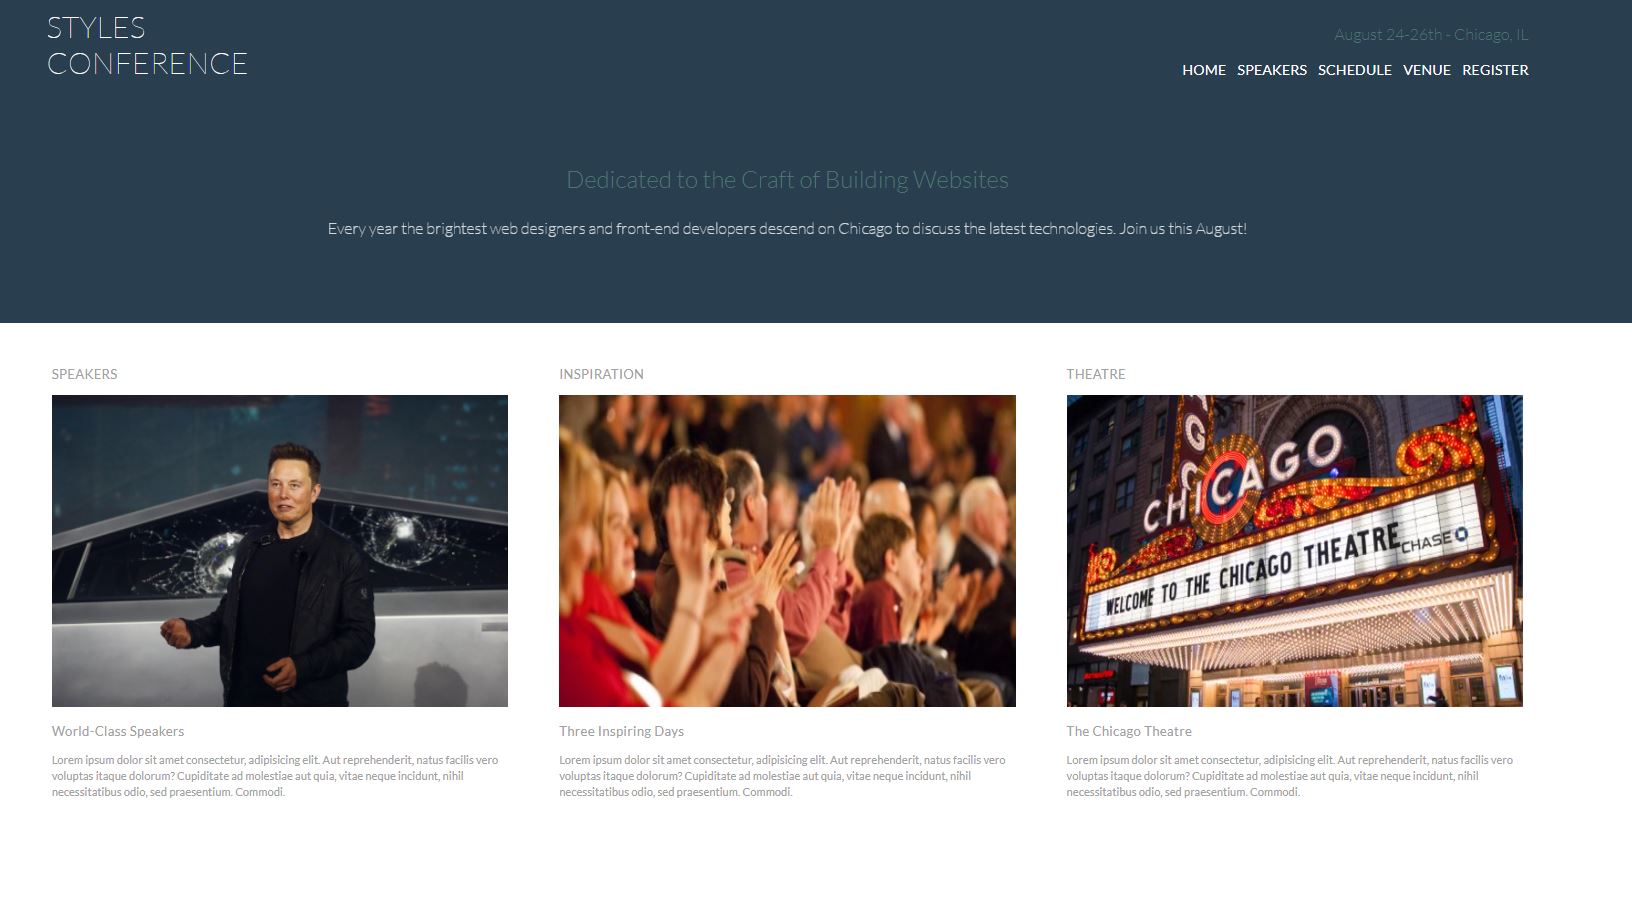 STYLES
CONFERENCE
August 24-26th - Chicago, IL
HOME SPEAKERS SCHEDULE VENUE REGISTER
Dedicated to the Craft of Building Websites
Every year the brightest web designers and front-end developers descend on Chicago to discuss the latest technologies. Join us this August!
SPEAKERS
INSPIRATION
THEATRE
CHICAGO
CHASE
WELCOME TO THE CHICAGO THEATRE
World-Class Speakers
Lorem ipsum dolor sit amet consectetur, adipisicing elit. Aut reprehenderit, natus facilis vero
voluptas itaque dolorum? Cupiditate ad molestiae aut quia, vitae neque incidunt, nihil
necessitatibus odio, sed praesentium. Commodi.
Three Inspiring Days
Lorem ipsum dolor sit amet consectetur, adipisicing elit. Aut reprehenderit, natus facilis vero
voluptas itaque dolorum? Cupiditate ad molestiae aut quia, vitae neque incidunt, nihil
necessitatibus odio, sed praesentium. Commodi.
The Chicago Theatre
Lorem ipsum dolor sit amet consectetur, adipisicing elit. Aut reprehenderit, natus facilis vero
voluptas itaque dolorum? Cupiditate ad molestiae aut quia, vitae neque incidunt, nihil
necessitatibus odio, sed praesentium. Commodi.